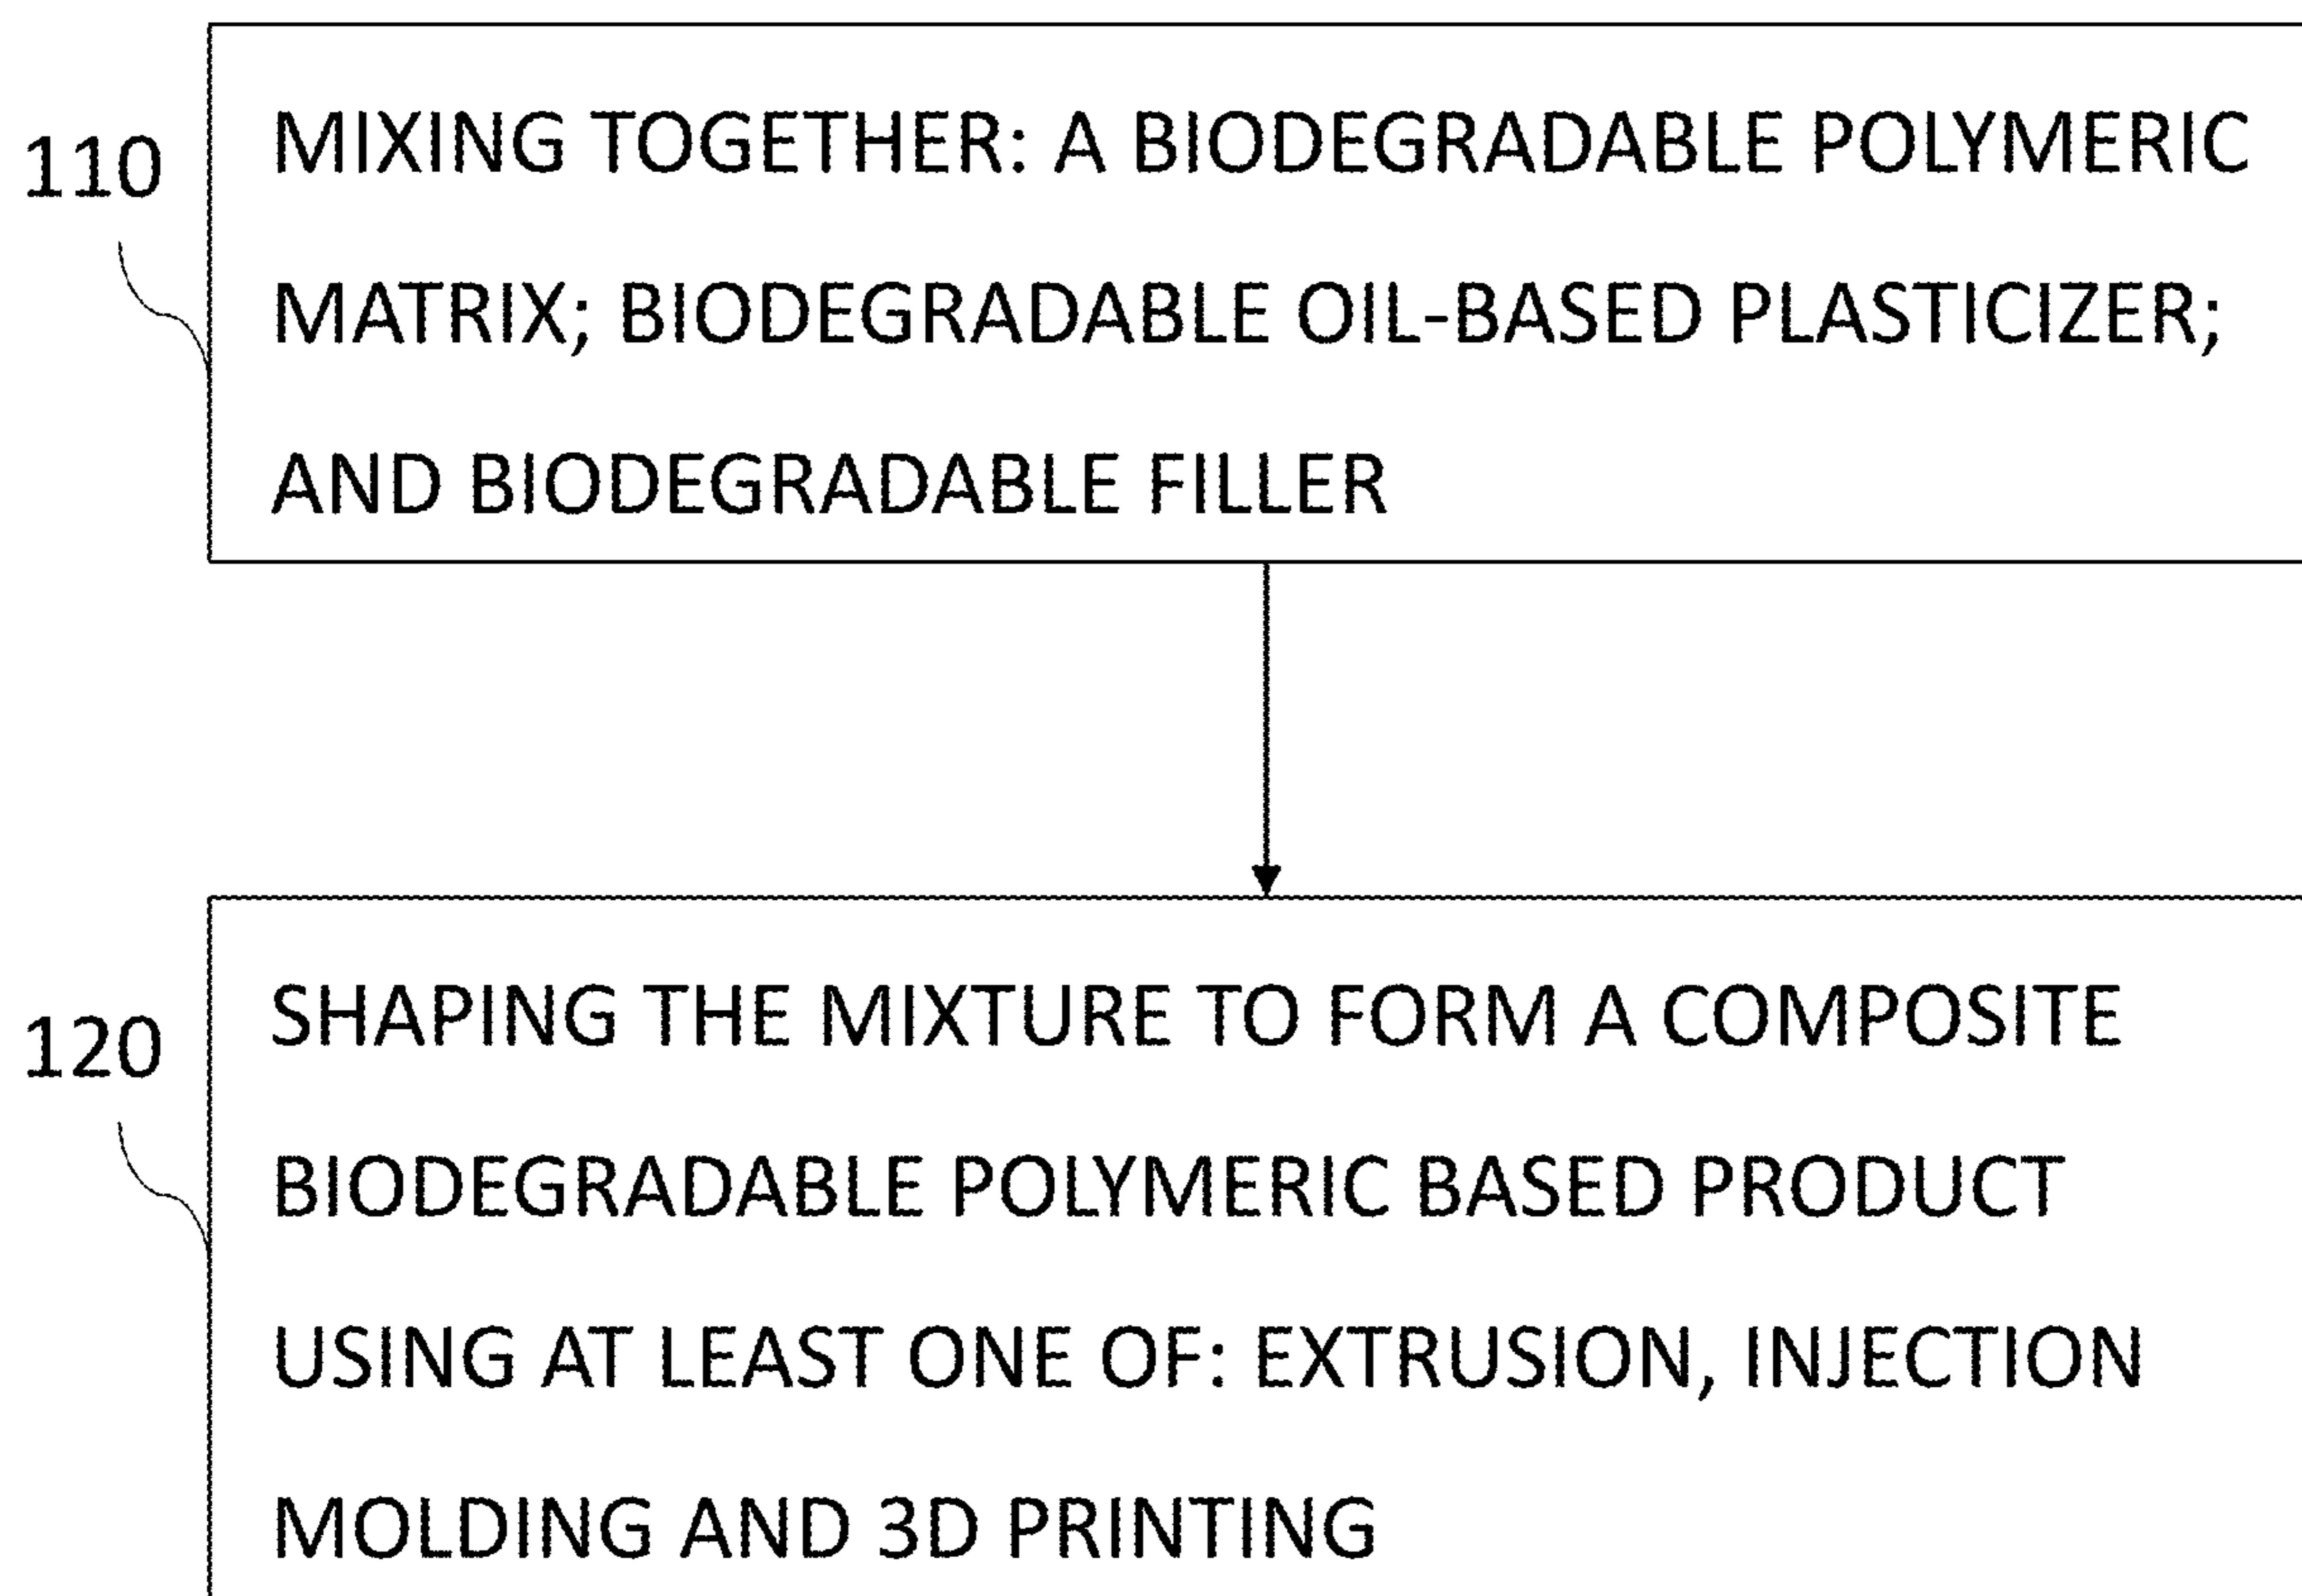 110
MIXING TOGETHER: A BIODEGRADABLE POLYMERIC
MATRIX; BIODEGRADABLE OIL-BASED PLASTICIZER;
AND BIODEGRADABLE FILLER
120
SHAPING THE MIXTURE TO FORM A COMPOSITE
BIODEGRADABLE POLYMERIC BASED PRODUCT
USING AT LEAST ONE OF: EXTRUSION, INJECTION
MOLDING AND 3D PRINTING